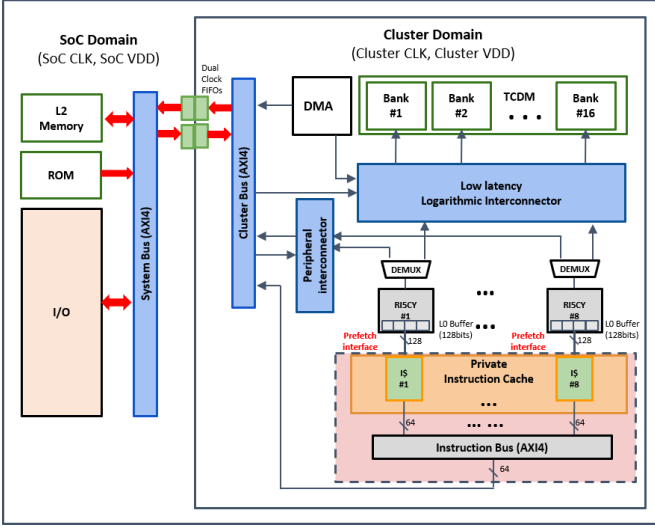 SoC Domain
(SoC CLK, SoC VDD)
Cluster Domain
(Cluster CLK, Cluster VDD)
Dual
Clock
FIFOs
L2
Memory
ROM
I/O
System Bus (AXI4)
Cluster Bus (AXI4)
DMA
TCDM
Bank
#1
Bank
#2
• • •
Bank
#16
Low latency
Logarithmic Interconnector
Peripheral
interconnector
DEMUX
DEMUX
RI5CY
#1
...
RI5CY
#8
...
L0 Buffer
(128bits)
L0 Buffer
(128bits)
Prefetch
interface
128
Prefetch
interface
128
Private
Instruction Cache
I$
#1
I$
#8
...
64
... ...
64
Instruction Bus (AXI4)
64